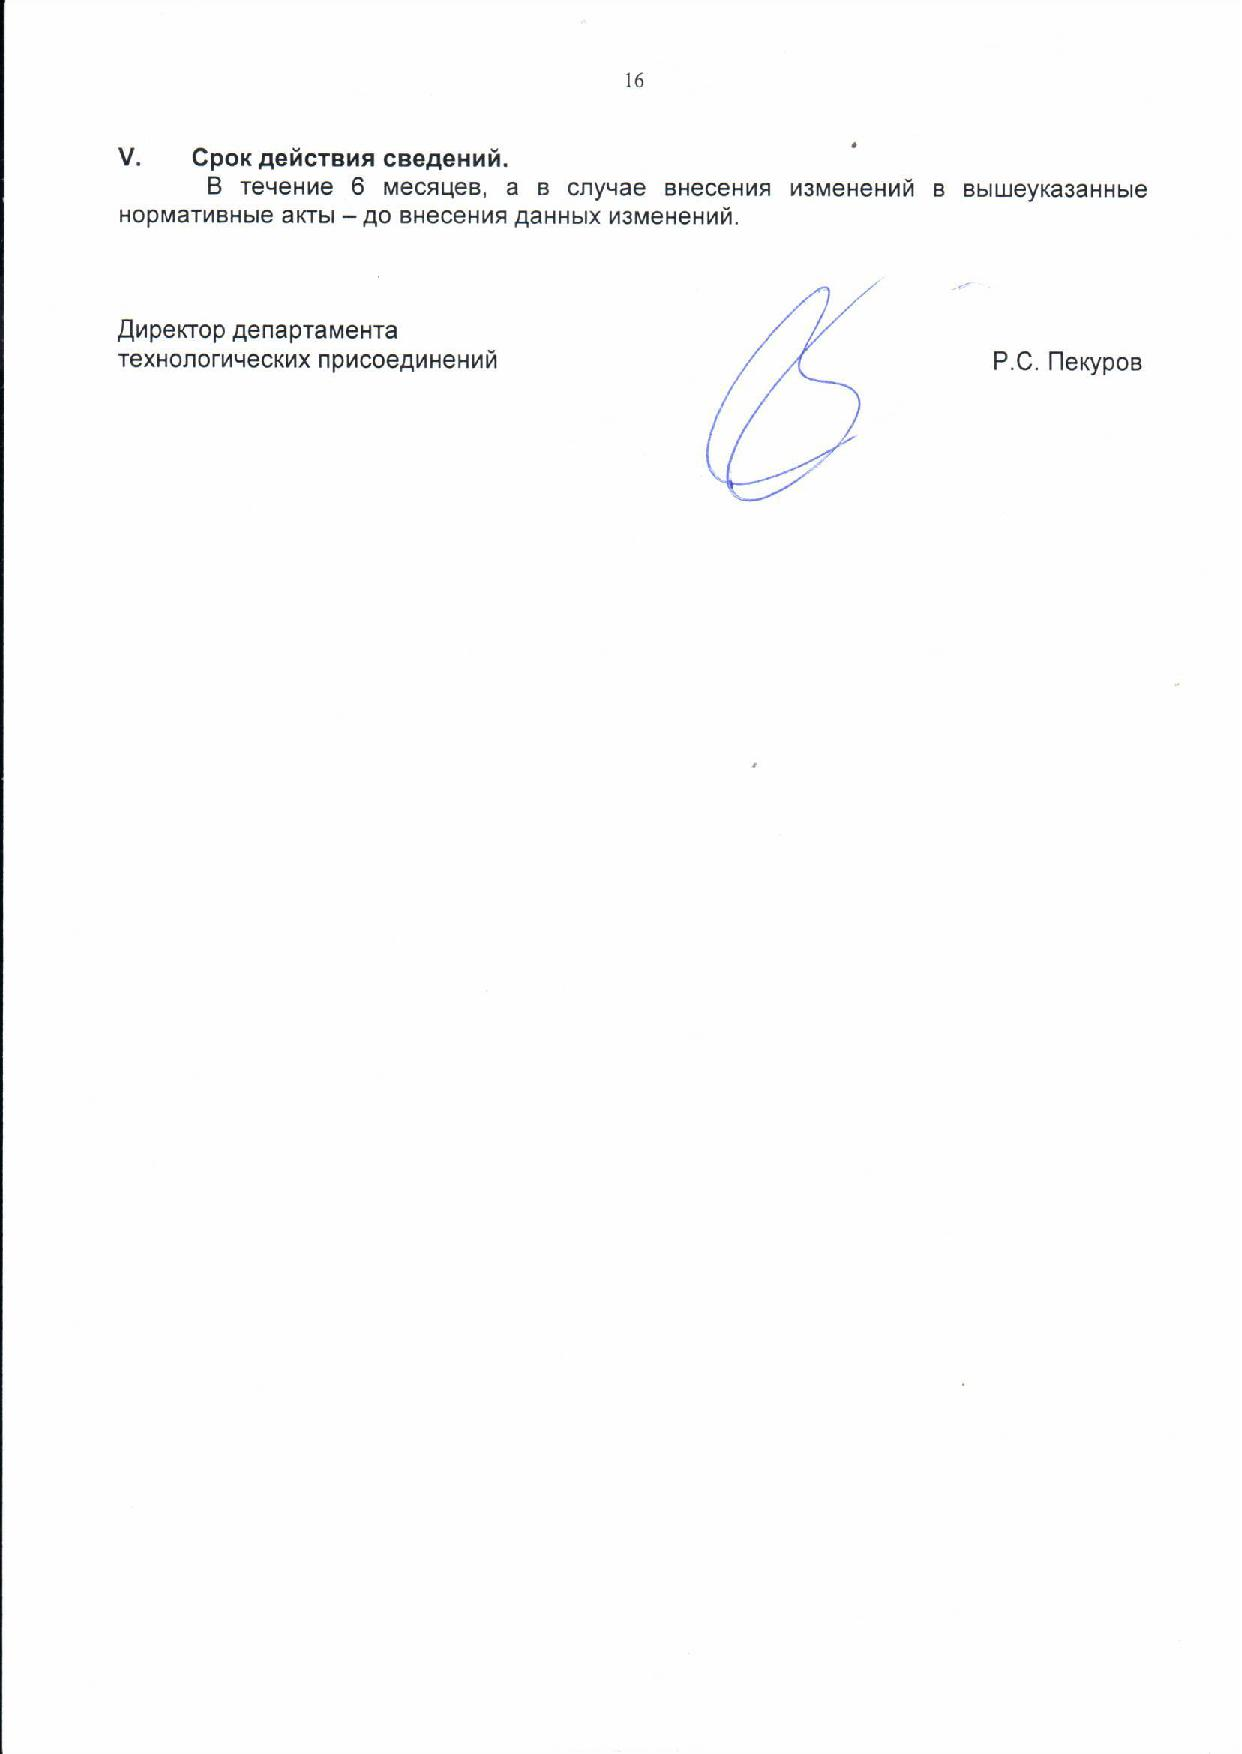 16
V. Срок действия сведений.
В течение 6 месяцев, а в случае внесения изменений в вышеуказанные
нормативные акты – до внесения данных изменений.
Директор департамента
технологических присоединений Р.С. Пекуров